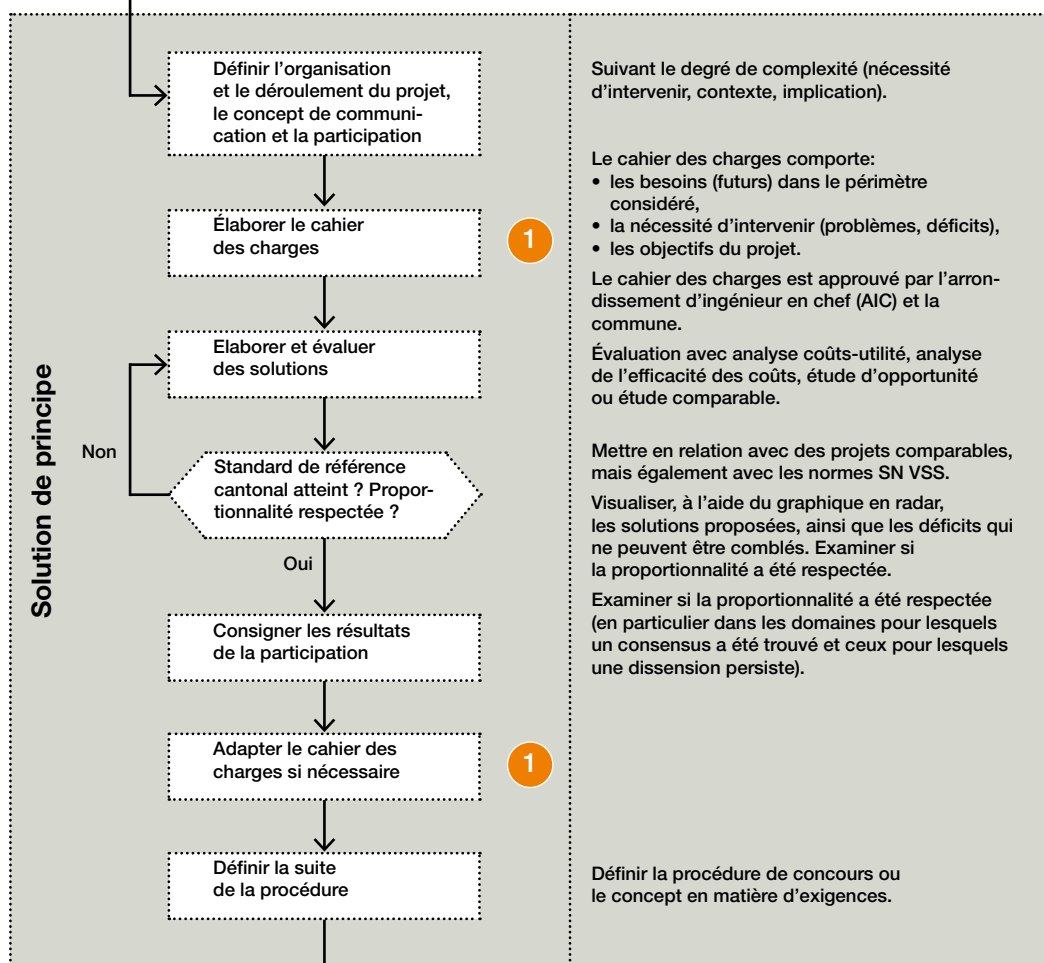 Solution de principe
Définir l'organisation
et le déroulement du projet,
le concept de communi-
cation et la participation
Suivant le degré de complexité (nécessité
d'intervenir, contexte, implication).
Élaborer le cahier
des charges
1
Le cahier des charges comporte:
• les besoins (futurs) dans le périmètre
considéré,
• la nécessité d'intervenir (problèmes, déficits),
• les objectifs du projet.
Le cahier des charges est approuvé par l'arron-
dissement d'ingénieur en chef (AIC) et la
commune.
Elaborer et évaluer
des solutions
Évaluation avec analyse coûts-utilité, analyse
de l'efficacité des coûts, étude d'opportunité
ou étude comparable.
Non
Standard de référence
cantonal atteint ? Propor-
tionnalité respectée ?
Oui
Mettre en relation avec des projets comparables,
mais également avec les normes SN VSS.
Visualiser, à l'aide du graphique en radar,
les solutions proposées, ainsi que les déficits qui
ne peuvent être comblés. Examiner si
la proportionnalité a été respectée.
Consigner les résultats
de la participation
Examiner si la proportionnalité a été respectée
(en particulier dans les domaines pour lesquels
un consensus a été trouvé et ceux pour lesquels
une dissension persiste).
Adapter le cahier des
charges si nécessaire
1
Définir la suite
de la procédure
Définir la procédure de concours ou
le concept en matière d'exigences.